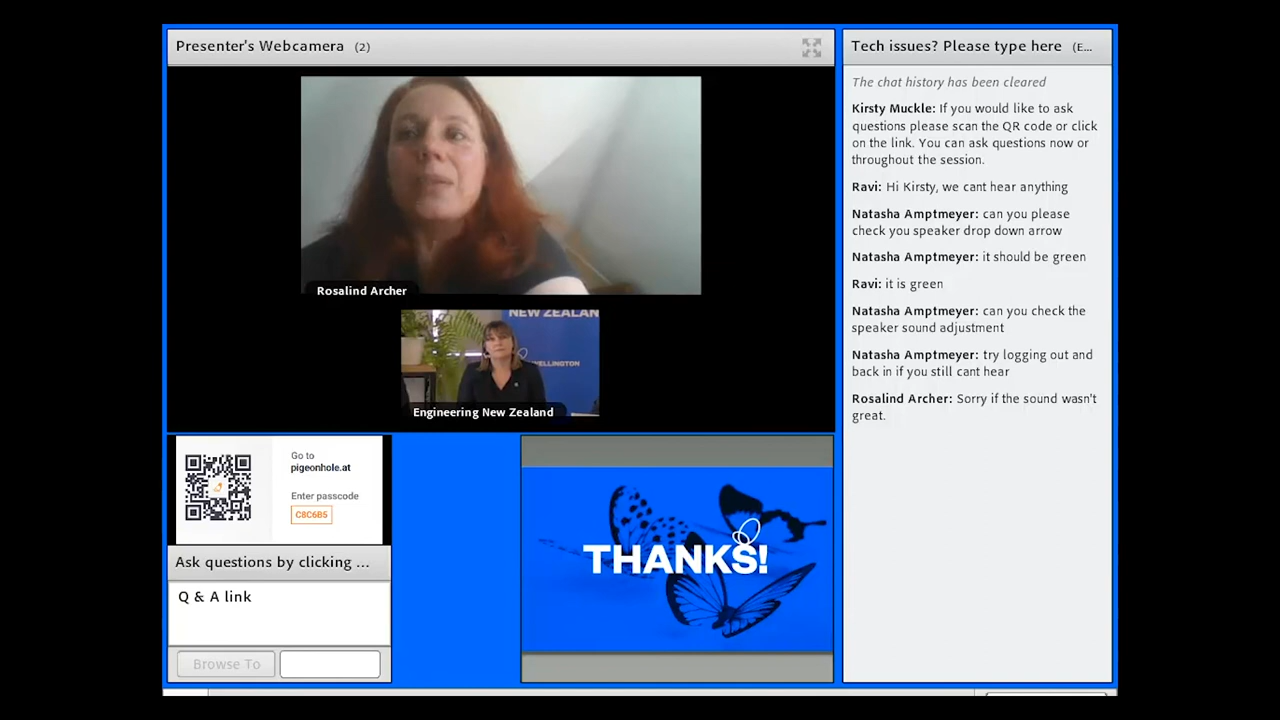 Presenter's Webcamera (2)
Rosalind Archer
NEW ZEALAN
WELLINGTON
Engineering New Zealand
Go to
pigeonhole.at
Enter passcode
C8C6B5
Ask questions by clicking ...
Q & A link
Browse To
THANKS!
Tech issues? Please type here (E...
The chat history has been cleared
Kirsty Muckle: If you would like to ask
questions please scan the QR code or click
on the link. You can ask questions now or
throughout the session.
Ravi: Hi Kirsty, we cant hear anything
Natasha Amptmeyer: can you please
check you speaker drop down arrow
Natasha Amptmeyer: it should be green
Ravi: it is green
Natasha Amptmeyer: can you check the
speaker sound adjustment
Natasha Amptmeyer: try logging out and
back in if you still cant hear
Rosalind Archer: Sorry if the sound wasn't
great.